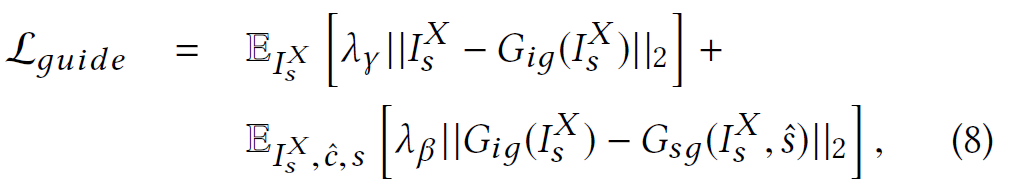 ℒ_{guide} = 𝔼_{I_s^X} [λ_γ||I_s^X − G_{ig}(I_s^X)||_2] +
𝔼_{I_s^X, ĉ, s} [λ_β||G_{ig}(I_s^X) − G_{sg}(I_s^X, ŝ)||_2], (8)